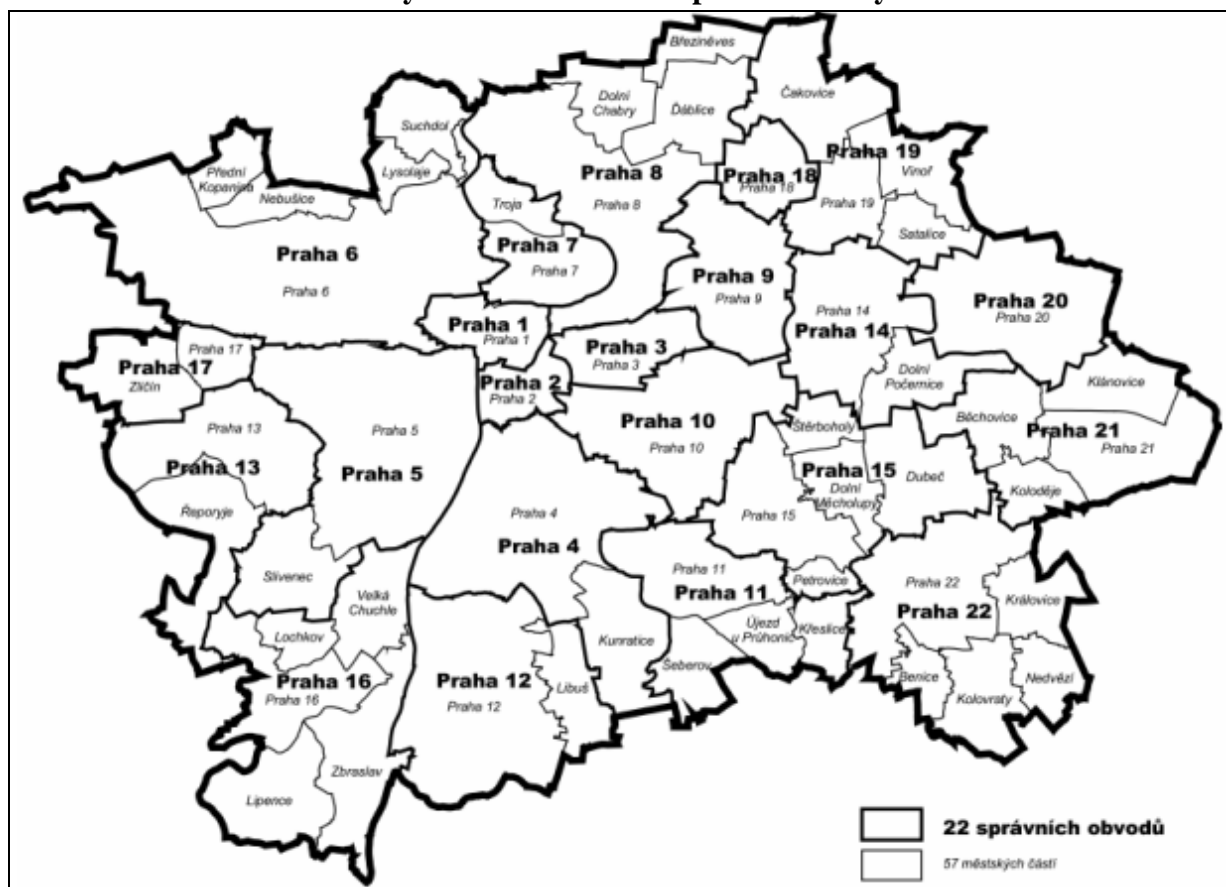 Březiněves
Čakovice
Dolní
Chabry
Ďáblice
Suchdol
Praha 19
Přední
Kopanina
Lysolaje
Praha 8
Praha 18
Praha 18
Vinoř
Nebušice
Troja
Praha 8
Praha 19
Satalice
Praha 6
Praha 7
Praha 7
Praha 9
Praha 6
Praha 9
Praha 20
Praha 20
Praha 14
Praha 14
Praha 1
Praha 1
Praha 3
Praha 3
Praha 17
Praha 17
Zličín
Praha 2
Praha 2
Dolní
Počernice
Klánovice
Praha 13
Praha 5
Praha 10
Praha 10
Štěrboholy
Běchovice
Praha 21
Praha 21
Praha 13
Praha 5
Praha 15
Dolní
Měcholupy
Dubeč
Koloděje
Řeporyje
Praha 4
Praha 4
Praha 15
Slivenec
Velká
Chuchle
Praha 11
Praha 11
Petrovice
Praha 22
Praha 22
Královice
Lochkov
Kunratice
Újezd
u Průhonic
Křeslice
Praha 16
Praha 16
Praha 12
Praha 12
Libuš
Šeberov
Benice
Kolovraty
Nedvězí
Zbraslav
Lipence
22 správních obvodů
57 městských částí